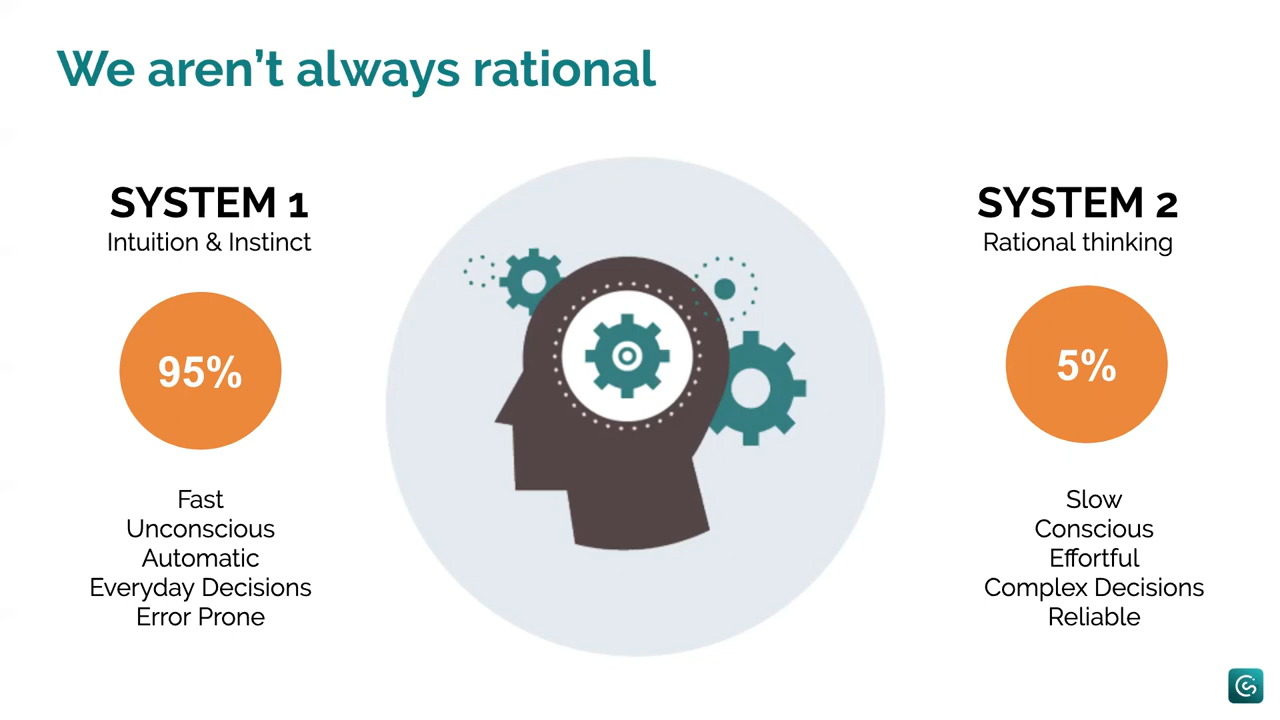 We aren’t always rational
SYSTEM 1
Intuition & Instinct
95%
Fast
Unconscious
Automatic
Everyday Decisions
Error Prone
SYSTEM 2
Rational thinking
5%
Slow
Conscious
Effortful
Complex Decisions
Reliable